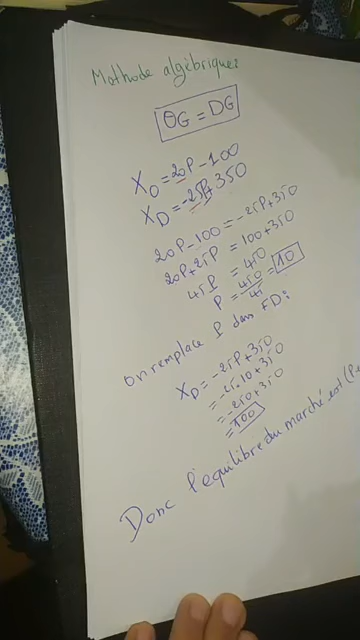 Méthode algébrique:
OG = DG
XO = 20P - 100
XD = -25P + 350
20P - 100 = -25P + 350
20P + 25P = 100 + 350
45P = 450
P = 450/45 = 10
on remplace P dans FD:
XD = -25P + 350
= -25·10 + 350
= -250 + 350
= 100
Donc l'équilibre du marché est (Pe